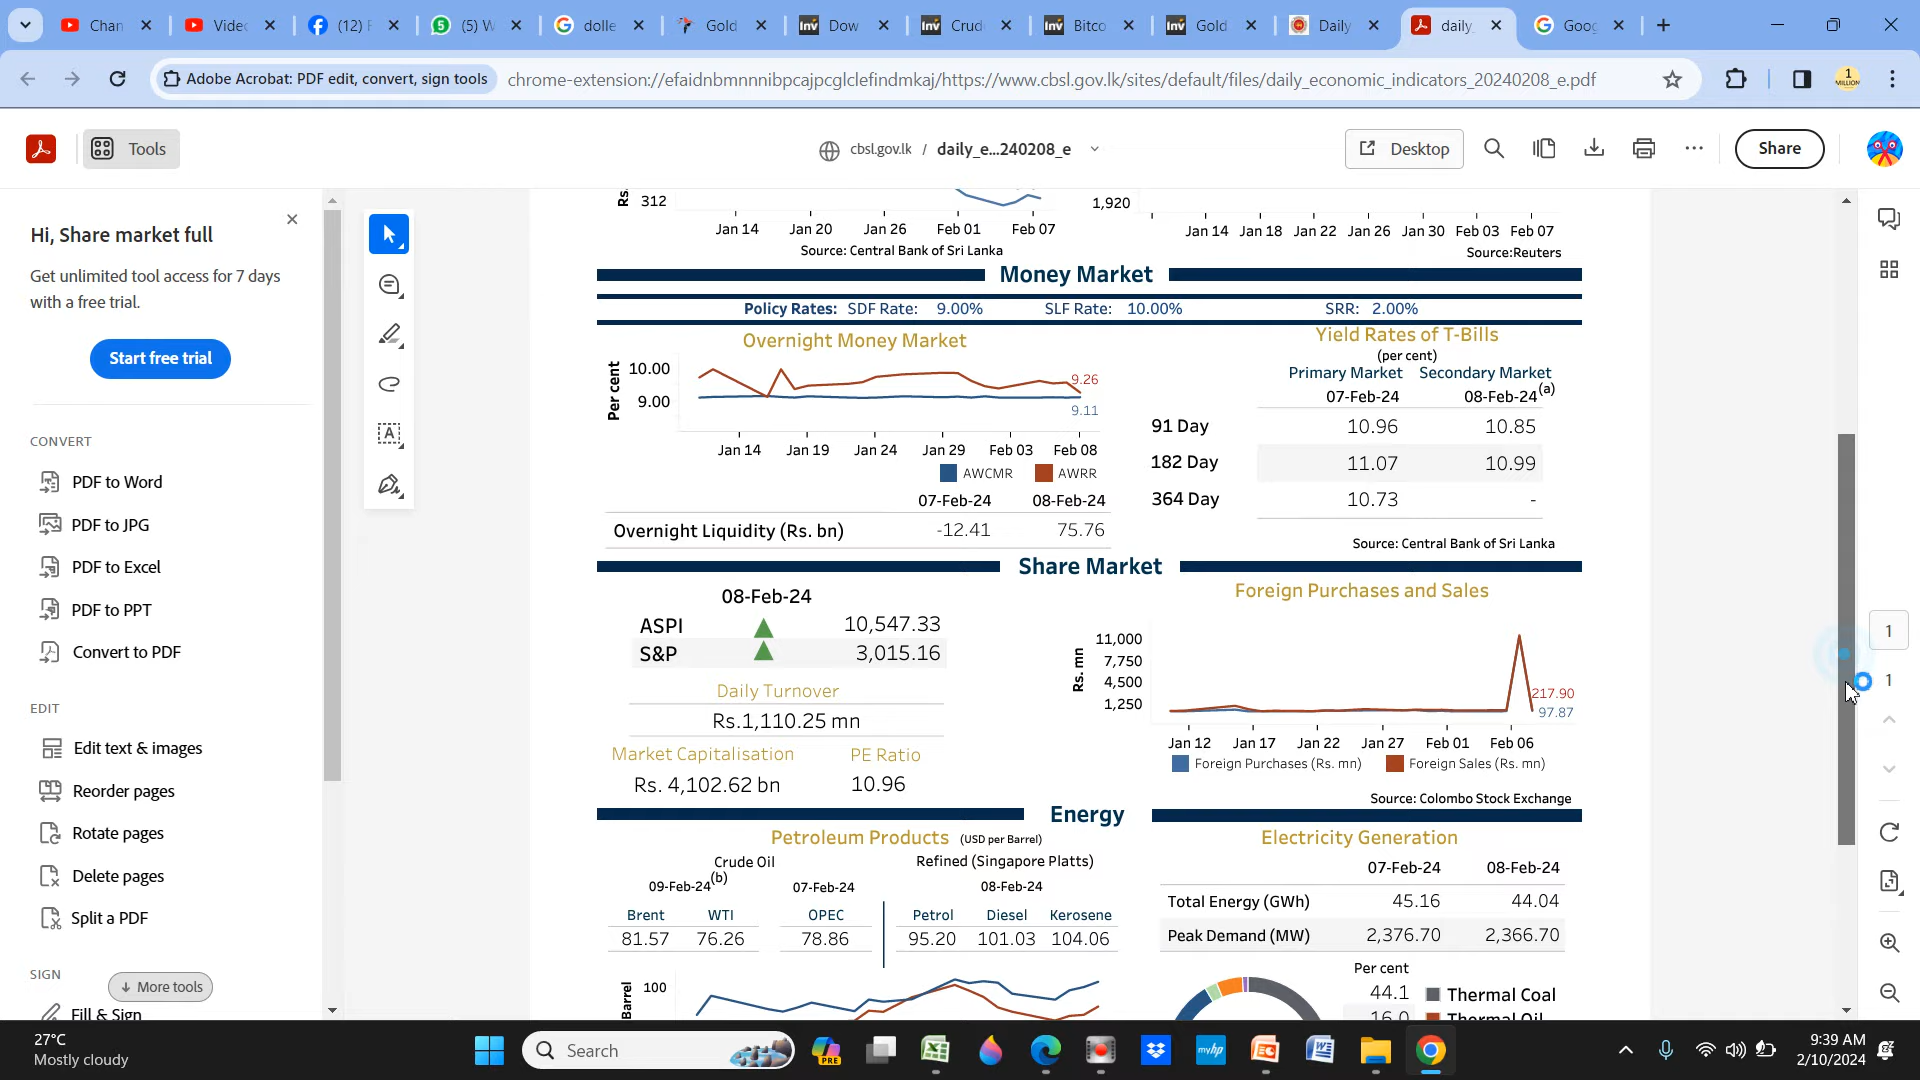 Chan
Videc
(12) F
(5) W
dolle
Gold
Dow
Crud
Bitco
Gold
Daily
daily_
Goog
Adobe Acrobat: PDF edit, convert, sign tools
chrome-extension://efaidnbmnnnibpcajpcglclefindmkaj/https://www.cbsl.gov.lk/sites/default/files/daily_economic_indicators_20240208_e.pdf
Tools
cbsl.gov.lk / daily_e...240208_e
Desktop
Share
Hi, Share market full
Get unlimited tool access for 7 days
with a free trial.
Start free trial
CONVERT
PDF to Word
PDF to JPG
PDF to Excel
PDF to PPT
Convert to PDF
EDIT
Edit text & images
Reorder pages
Rotate pages
Delete pages
Split a PDF
SIGN
More tools
Fill & Sign
Rs.
312
Jan 14 Jan 20 Jan 26 Feb 01 Feb 07
Source: Central Bank of Sri Lanka
1,920
Jan 14 Jan 18 Jan 22 Jan 26 Jan 30 Feb 03 Feb 07
Source:Reuters
Money Market
Policy Rates: SDF Rate: 9.00% SLF Rate: 10.00% SRR: 2.00%
Overnight Money Market
Per cent
10.00
9.00
9.26
9.11
Jan 14 Jan 19 Jan 24 Jan 29 Feb 03 Feb 08
AWCMR AWRR
07-Feb-24 08-Feb-24
Overnight Liquidity (Rs. bn) -12.41 75.76
Yield Rates of T-Bills
(per cent)
Primary Market Secondary Market
07-Feb-24 08-Feb-24(a)
91 Day 10.96 10.85
182 Day 11.07 10.99
364 Day 10.73 -
Source: Central Bank of Sri Lanka
Share Market
08-Feb-24
ASPI 10,547.33
S&P 3,015.16
Daily Turnover
Rs.1,110.25 mn
Market Capitalisation PE Ratio
Rs. 4,102.62 bn 10.96
Foreign Purchases and Sales
Rs. mn
11,000
7,750
4,500
1,250
217.90
97.87
Jan 12 Jan 17 Jan 22 Jan 27 Feb 01 Feb 06
Foreign Purchases (Rs. mn) Foreign Sales (Rs. mn)
Source: Colombo Stock Exchange
Energy
Petroleum Products (USD per Barrel)
Crude Oil Refined (Singapore Platts)
09-Feb-24(b) 07-Feb-24 08-Feb-24
Brent WTI OPEC Petrol Diesel Kerosene
81.57 76.26 78.86 95.20 101.03 104.06
Barrel
100
Electricity Generation
07-Feb-24 08-Feb-24
Total Energy (GWh) 45.16 44.04
Peak Demand (MW) 2,376.70 2,366.70
Per cent
44.1 Thermal Coal
16.0 Thermal Oil
1
1
27°C
Mostly cloudy
Search
PRE
myhp
9:39 AM
2/10/2024